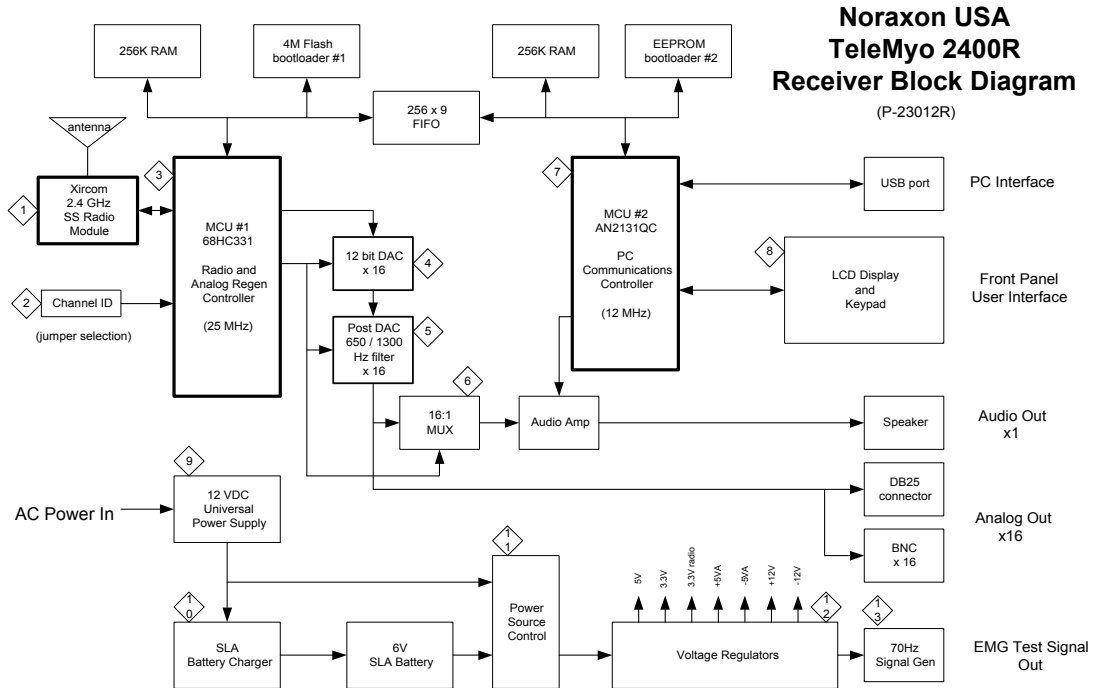 Noraxon USA
TeleMyo 2400R
Receiver Block Diagram
(P-23012R)
256K RAM
4M Flash
bootloader #1
256K RAM
EEPROM
bootloader #2
256 x 9
FIFO
antenna
1
Xircom
2.4 GHz
SS Radio
Module
2
Channel ID
(jumper selection)
3
MCU #1
68HC331
Radio and
Analog Regen
Controller
(25 MHz)
12 bit DAC
x 16
4
Post DAC
650 / 1300
Hz filter
x 16
5
6
16:1
MUX
Audio Amp
7
MCU #2
AN2131QC
PC
Communications
Controller
(12 MHz)
USB port
PC Interface
8
LCD Display
and
Keypad
Front Panel
User Interface
Speaker
Audio Out
x1
DB25
connector
BNC
x 16
Analog Out
x16
AC Power In
9
12 VDC
Universal
Power Supply
1
0
SLA
Battery Charger
6V
SLA Battery
1
1
Power
Source
Control
5V
3.3V
3.3V radio
+5VA
-5VA
+12V
-12V
1
2
Voltage Regulators
1
3
70Hz
Signal Gen
EMG Test Signal
Out